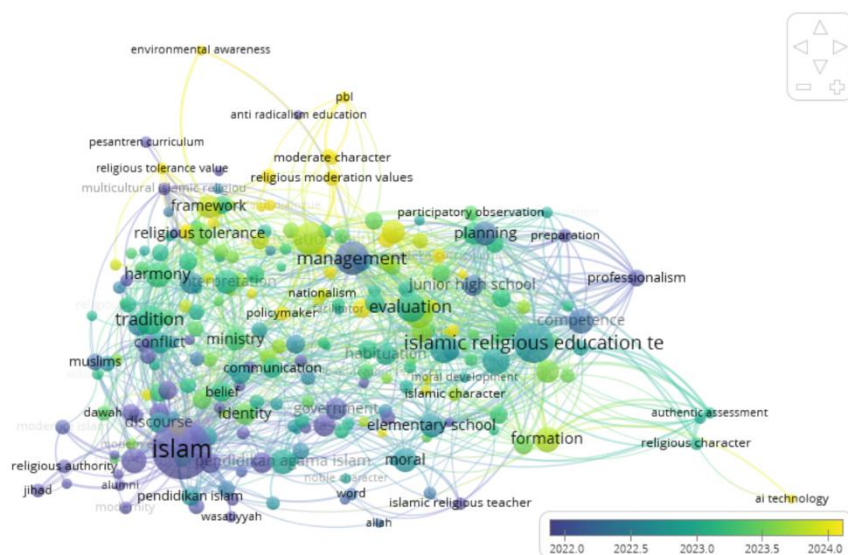 environmental awareness
pbl
anti radicalism education
pesantren curriculum
moderate character
religious tolerance value
religious moderation values
multicultural islamic religiou
framework
participatory observation
religious tolerance
planning
preparation
management
harmony
interpretation
junior high school
professionalism
nationalism
evaluation
policymaker
facilitator
tradition
competence
conflict
ministry
islamic religious education te
habituation
muslims
communication
moral development
belief
islamic character
dawah
identity
government
authentic assessment
discourse
elementary school
formation
religious character
islam
pendidikan agama islam
moral
religious authority
noble character
alumni
jihad
pendidikan islam
word
islamic religious teacher
ai technology
modernity
wasatiyyah
allah
2022.0 2022.5 2023.0 2023.5 2024.0